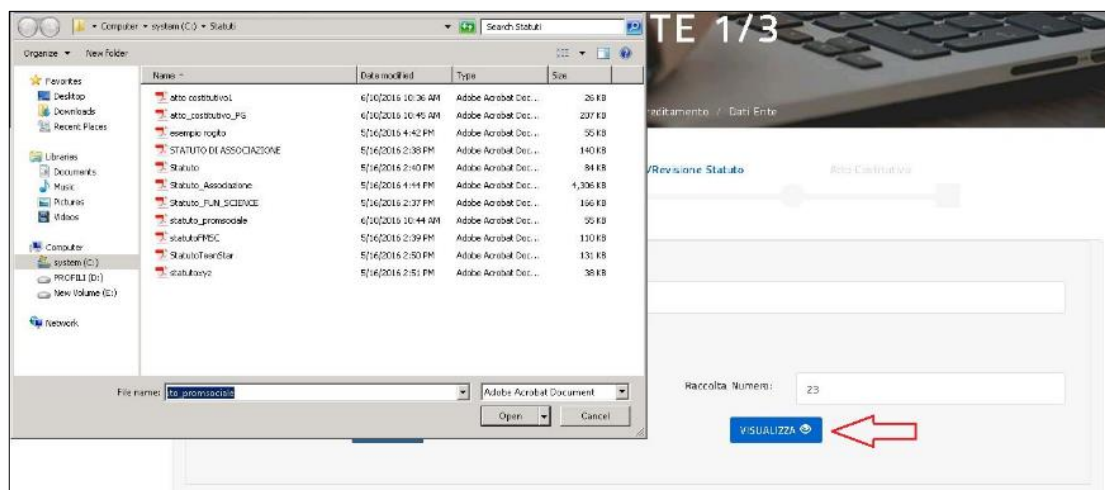 Computer • system (C:) • Statuti
Search Statuti
TE 1/3
Organize New Folder
Favorites
Desktop
Downloads
Recent Places
Libraries
Documents
Music
Pictures
Videos
Computer
system (C:)
PROFILI (D:)
New Volume (E:)
Network
Name Date modified Type Size
atto costitutivo1 6/10/2016 10:36 AM Adobe Acrobat Doc... 26 KB
atto_costitutivo_PG 6/10/2016 10:45 AM Adobe Acrobat Doc... 207 KB
esempio rogito 5/16/2016 4:42 PM Adobe Acrobat Doc... 55 KB
STATUTO DI ASSOCIAZIONE 5/16/2016 2:38 PM Adobe Acrobat Doc... 140 KB
Statuto 5/16/2016 2:40 PM Adobe Acrobat Doc... 84 KB
Statuto_Associazione 5/16/2016 4:44 PM Adobe Acrobat Doc... 4,306 KB
Statuto_FUN_SCIENCE 5/16/2016 2:37 PM Adobe Acrobat Doc... 166 KB
statuto_promsociale 6/10/2016 10:44 AM Adobe Acrobat Doc... 55 KB
statutoFMSC 5/16/2016 2:39 PM Adobe Acrobat Doc... 110 KB
StatutoTeenStar 5/16/2016 2:50 PM Adobe Acrobat Doc... 131 KB
statutoxyz 5/16/2016 2:51 PM Adobe Acrobat Doc... 38 KB
reditamento / Dati Ente
/Revisione Statuto
Atto Costitutivo
File name: ito_promsociale
Adobe Acrobat Document
Open Cancel
Raccolta Numero: 23
VISUALIZZA